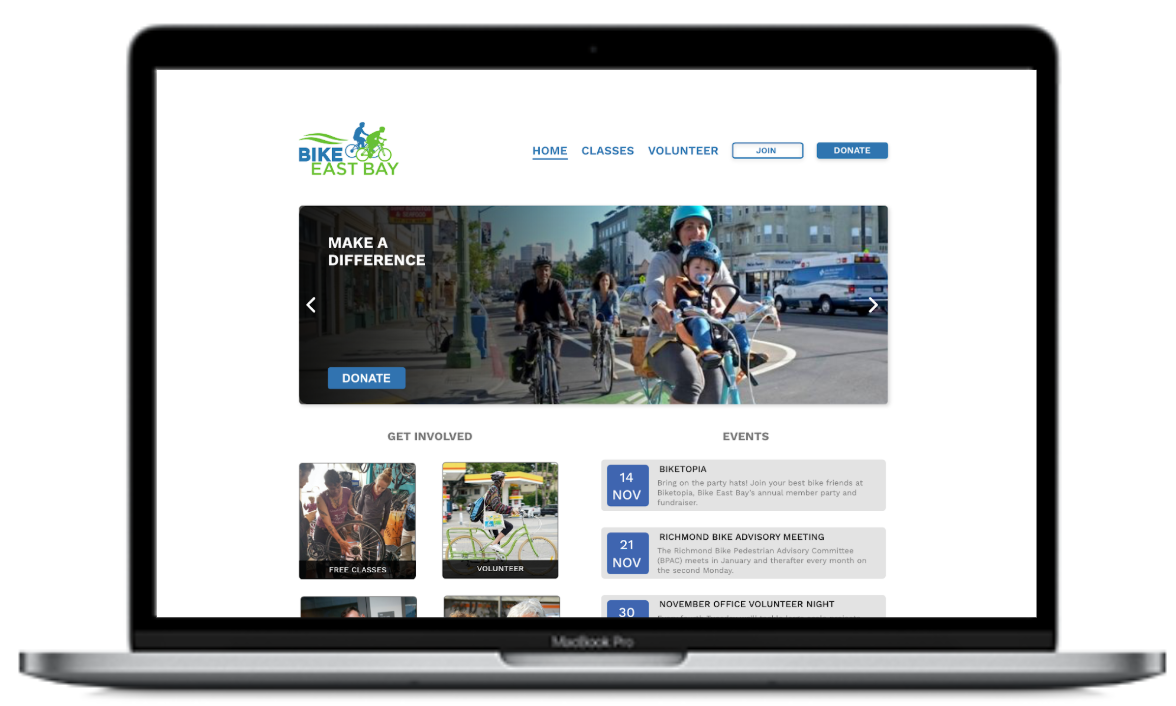 BIKE
EAST BAY
HOME CLASSES VOLUNTEER JOIN DONATE
MAKE A
DIFFERENCE
DONATE
GET INVOLVED
FREE CLASSES
VOLUNTEER
EVENTS
14
NOV
BIKETOPIA
Bring on the party hats! Join your best bike friends at
Biketopia, Bike East Bay's annual member party and
fundraiser.
21
NOV
RICHMOND BIKE ADVISORY MEETING
The Richmond Bike Pedestrian Advisory Committee
(BPAC) meets in January and therafter every month on
the second Monday.
30
NOVEMBER OFFICE VOLUNTEER NIGHT
MacBook Pro